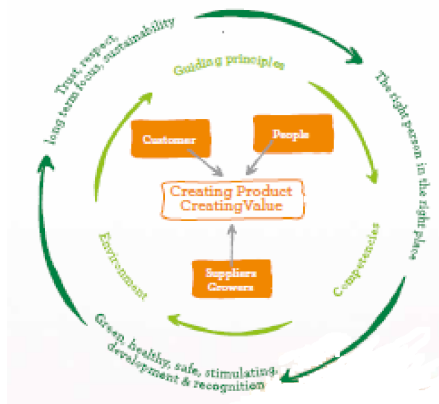 Trust, respect,
long term focus, sustainability
Guiding principles
The right person in the right place
Customer
People
Creating Product
CreatingValue
Suppliers
Growers
Environment
Competencies
Green, healthy, safe, stimulating,
development & recognition